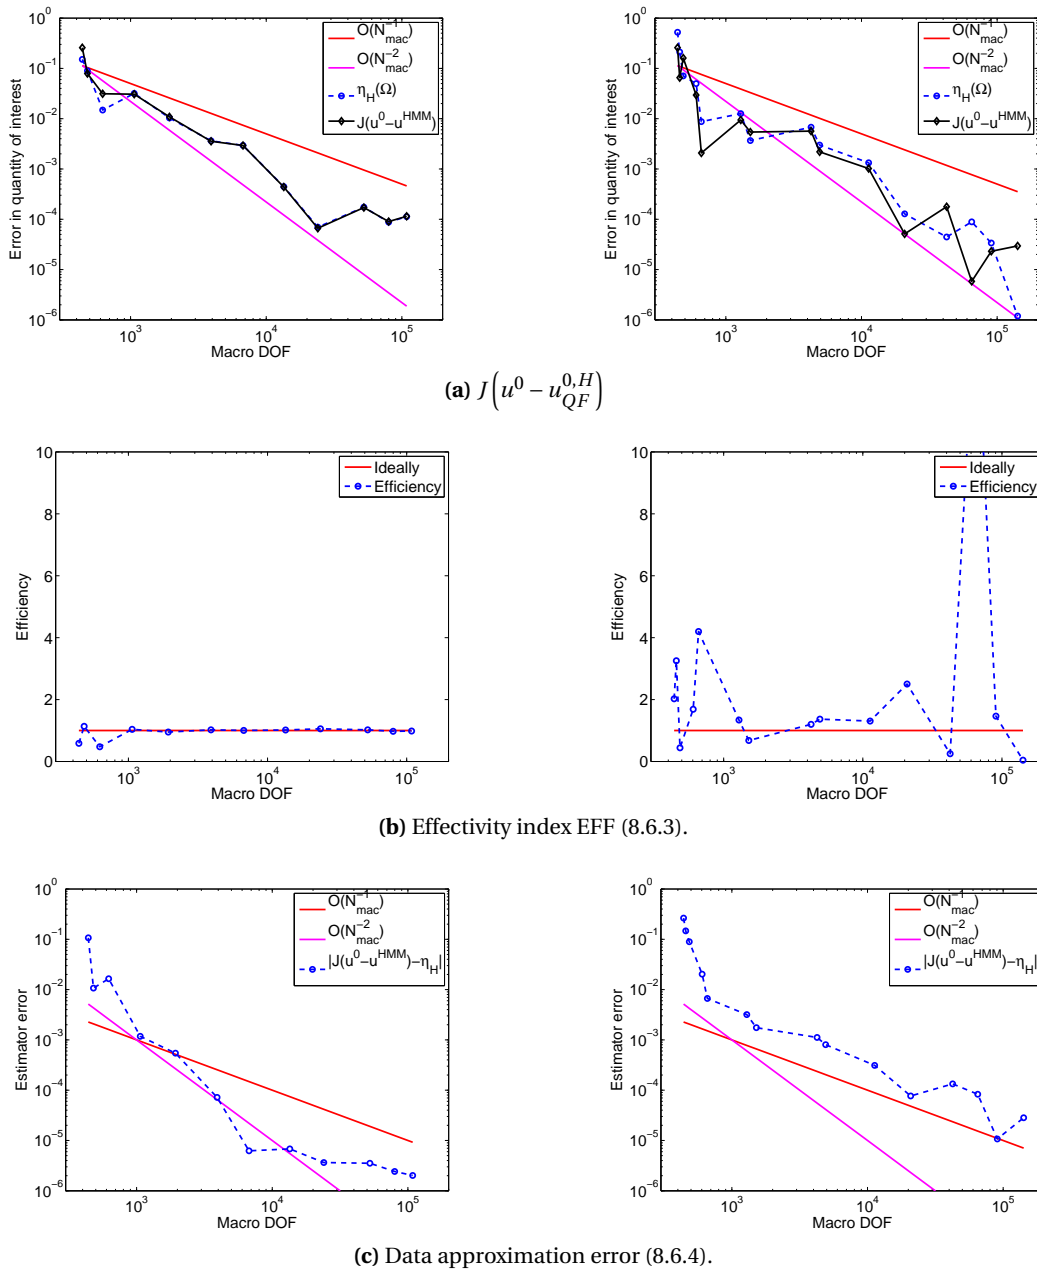 10^0
10^-1
10^-2
10^-3
10^-4
10^-5
10^-6
10^3
10^4
10^5
Macro DOF
Error in quantity of interest
O(N_mac^-1)
O(N_mac^-2)
η_H(Ω)
J(u^0−u^HMM)
10^0
10^-1
10^-2
10^-3
10^-4
10^-5
10^-6
10^3
10^4
10^5
Macro DOF
Error in quantity of interest
O(N_mac^-1)
O(N_mac^-2)
η_H(Ω)
J(u^0−u^HMM)
(a) J(u^0 − u_QF^0,H)
10
8
6
4
2
0
10^3
10^4
10^5
Macro DOF
Efficiency
Ideally
Efficiency
10
8
6
4
2
0
10^3
10^4
10^5
Macro DOF
Efficiency
Ideally
Efficiency
(b) Effectivity index EFF (8.6.3).
10^0
10^-1
10^-2
10^-3
10^-4
10^-5
10^-6
10^3
10^4
10^5
Macro DOF
Estimator error
O(N_mac^-1)
O(N_mac^-2)
|J(u^0−u^HMM)−η_H|
10^0
10^-1
10^-2
10^-3
10^-4
10^-5
10^-6
10^3
10^4
10^5
Macro DOF
Estimator error
O(N_mac^-1)
O(N_mac^-2)
|J(u^0−u^HMM)−η_H|
(c) Data approximation error (8.6.4).